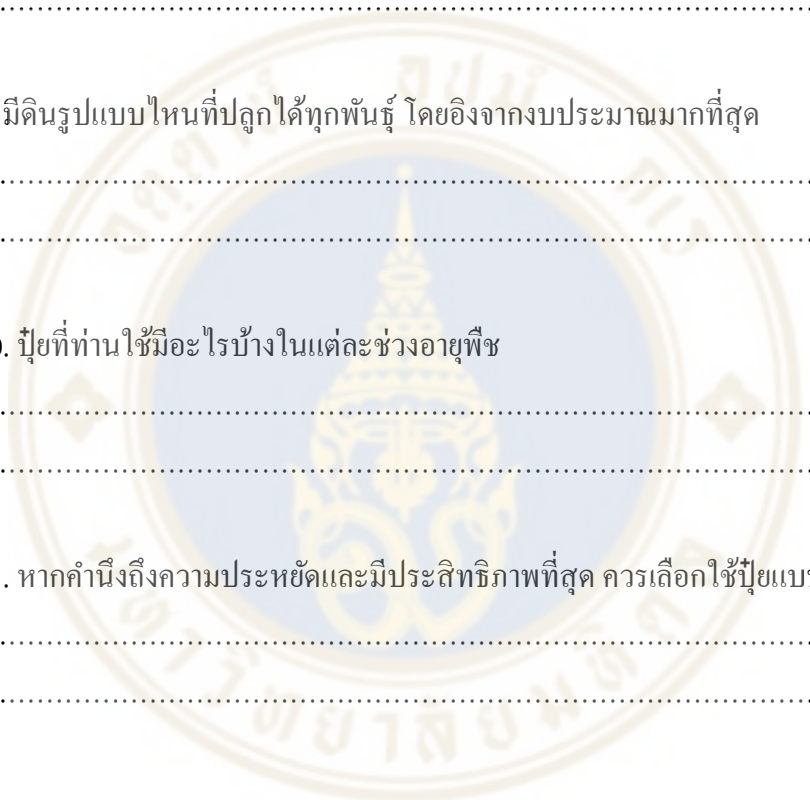 มีดินรูปแบบไหนที่ปลูกได้ทุกพันธุ์ โดยอิงจากงบประมาณมากที่สุด
. ปุ๋ยที่ท่านใช้มีอะไรบ้างในแต่ละช่วงอายุพืช
. หากคำนึงถึงความประหยัดและมีประสิทธิภาพที่สุด ควรเลือกใช้ปุ๋ยแบบ